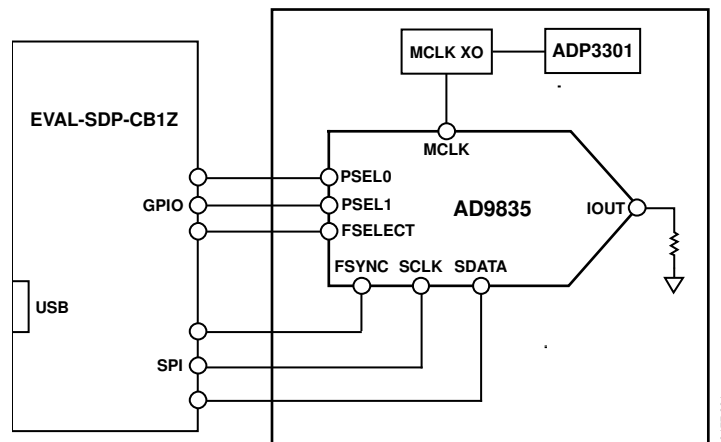 MCLK XO
ADP3301
EVAL-SDP-CB1Z
MCLK
PSEL0
GPIO
PSEL1
AD9835
IOUT
FSELECT
FSYNC SCLK SDATA
USB
SPI